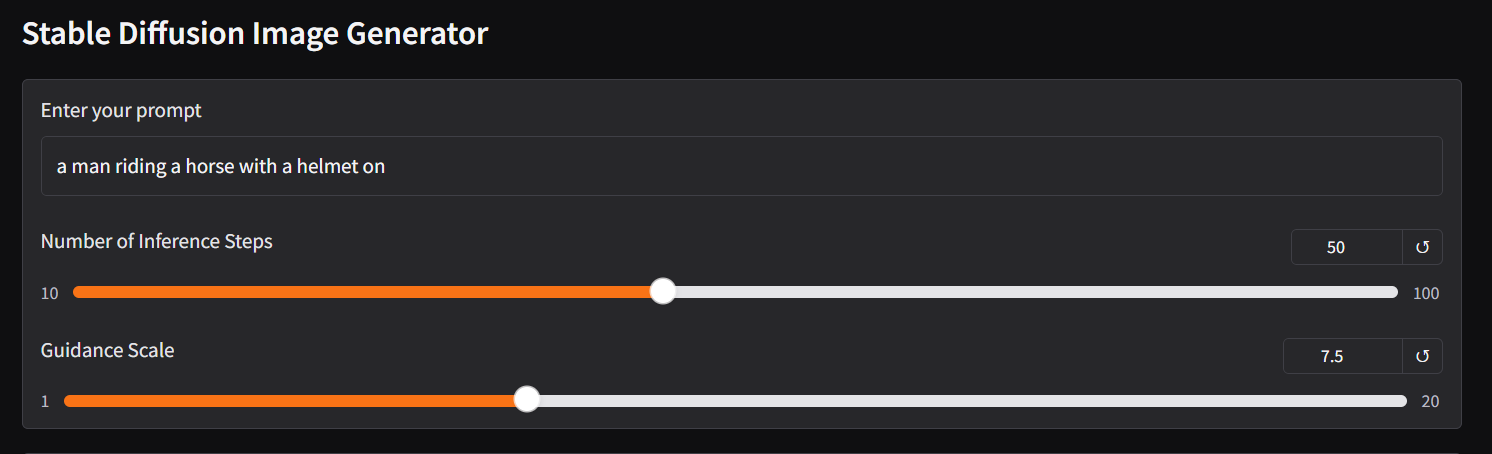 Stable Diffusion Image Generator
Enter your prompt
a man riding a horse with a helmet on
Number of Inference Steps
50 ↺
10 100
Guidance Scale
7.5 ↺
1 20